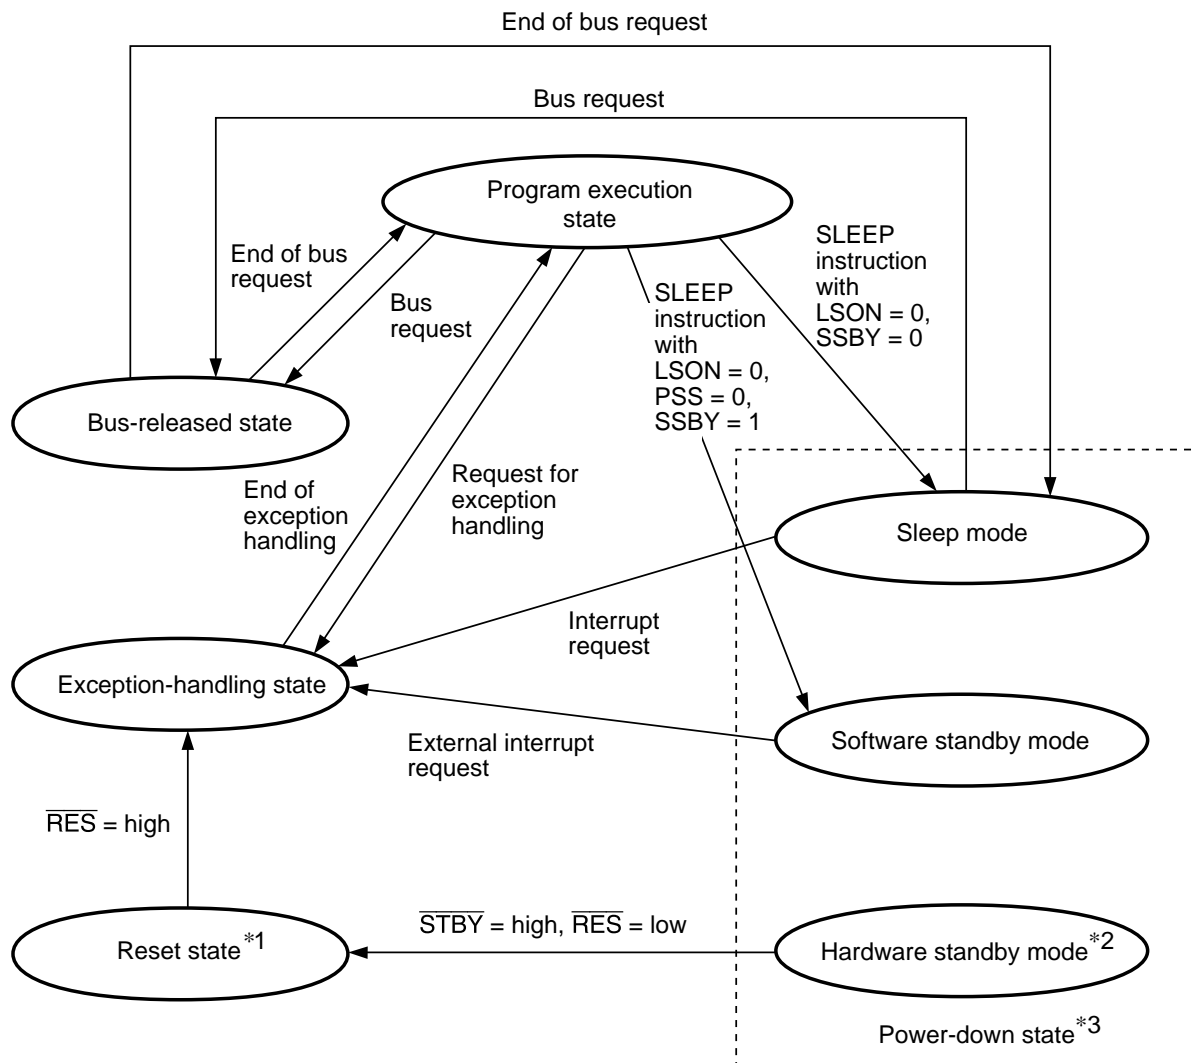 End of bus request
Bus request
Program execution
state
End of bus
request
Bus
request
SLEEP
instruction
with
LSON = 0,
SSBY = 0
SLEEP
instruction
with
LSON = 0,
PSS = 0,
SSBY = 1
Bus-released state
End of
exception
handling
Request for
exception
handling
Sleep mode
Interrupt
request
Exception-handling state
External interrupt
request
Software standby mode
R̅E̅S̅ = high
S̅T̅B̅Y̅ = high, R̅E̅S̅ = low
Reset state*1
Hardware standby mode*2
Power-down state*3